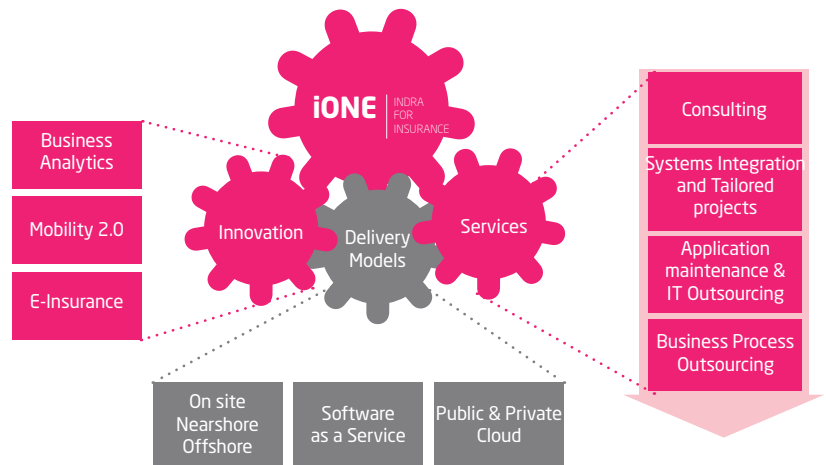 iONE
INDRA
FOR
INSURANCE
Business
Analytics
Mobility 2.0
E-Insurance
Innovation
Delivery
Models
Services
Consulting
Systems Integration
and Tailored
projects
Application
maintenance &
IT Outsourcing
Business Process
Outsourcing
On site
Nearshore
Offshore
Software
as a Service
Public & Private
Cloud